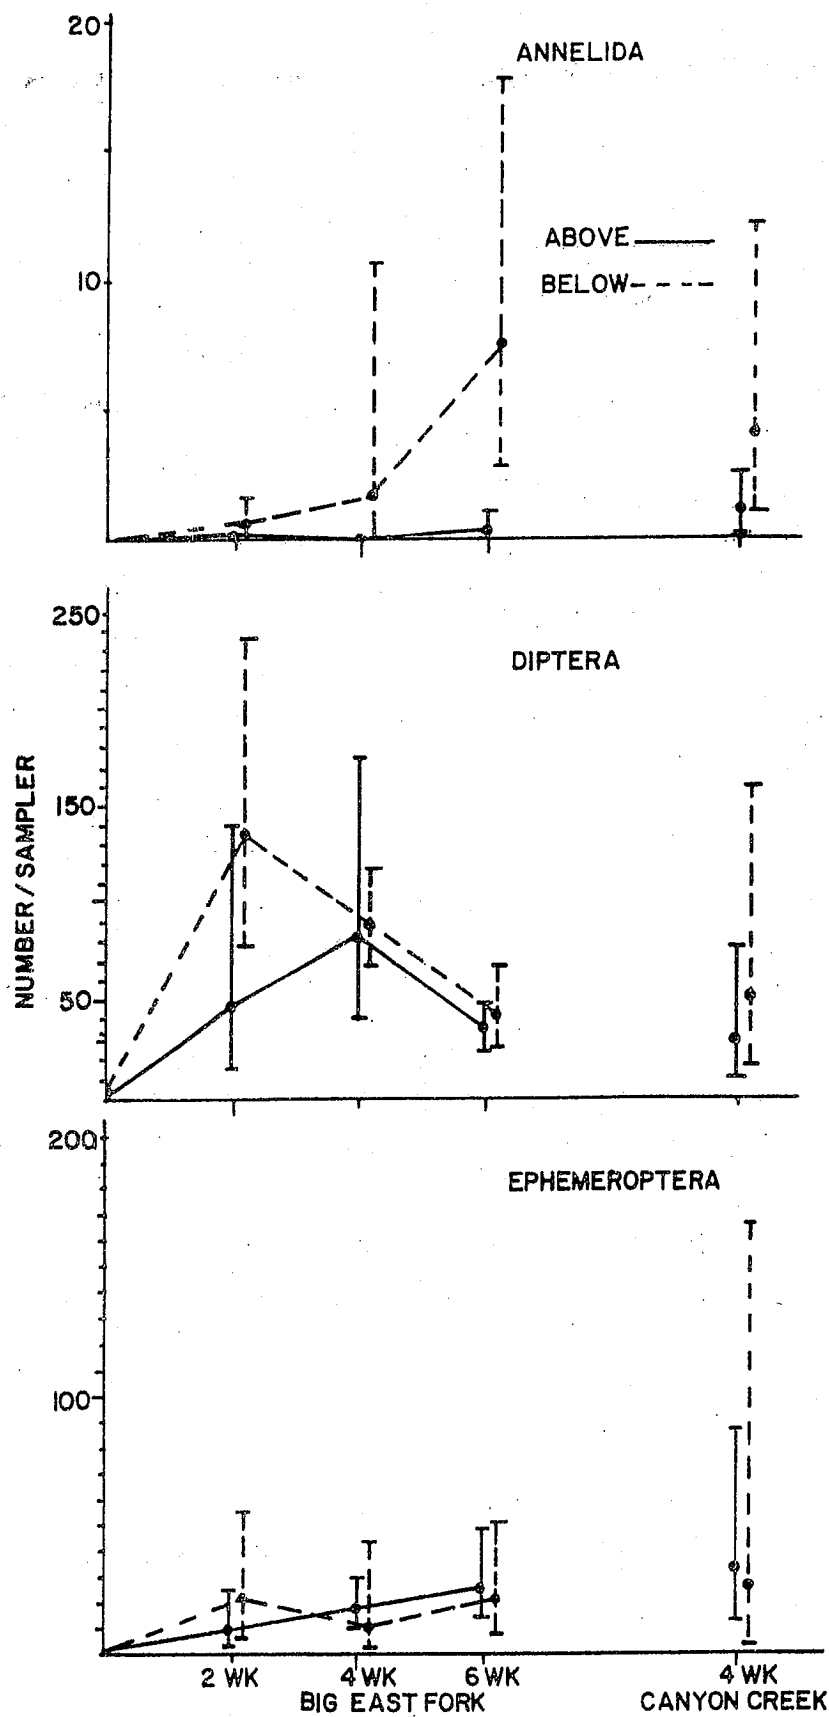 20
ANNELIDA
ABOVE
10
BELOW
250
DIPTERA
150
NUMBER / SAMPLER
50
200
EPHEMEROPTERA
100
2 WK 4 WK 6 WK 4 WK
BIG EAST FORK CANYON CREEK